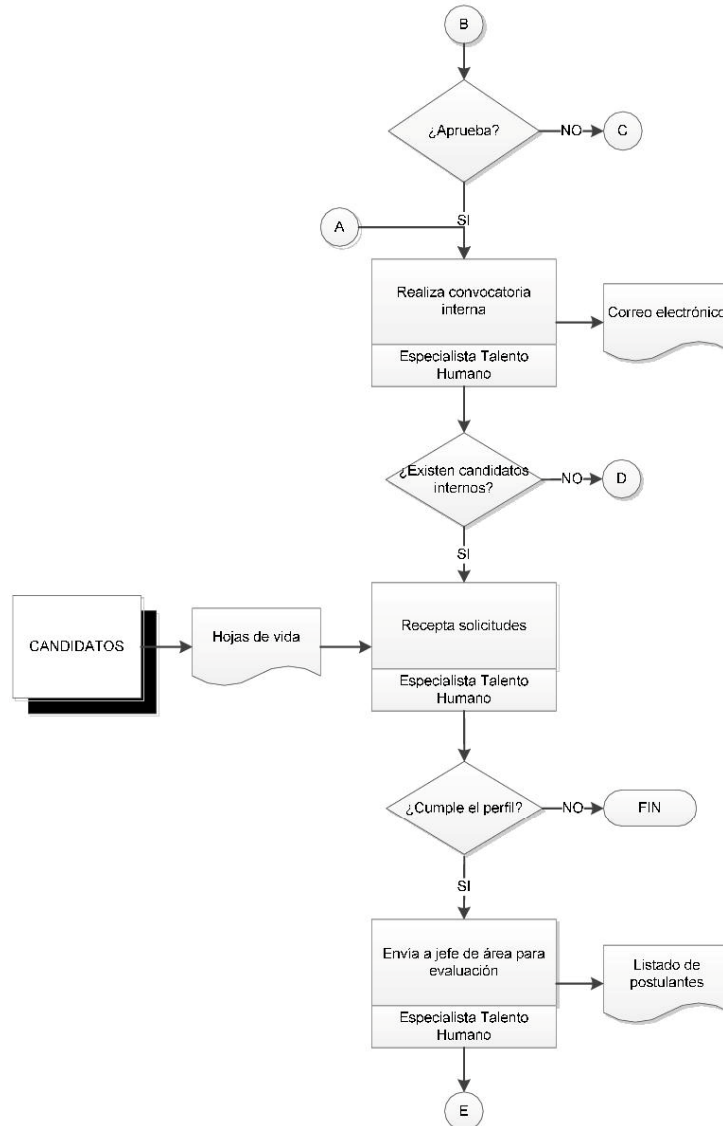 B
¿Aprueba?
NO
C
SI
A
Realiza convocatoria
interna
Correo electrónico
Especialista Talento
Humano
¿Existen candidatos
internos?
NO
D
SI
CANDIDATOS
Hojas de vida
Recepta solicitudes
Especialista Talento
Humano
¿Cumple el perfil?
NO
FIN
SI
Envía a jefe de área para
evaluación
Listado de
postulantes
Especialista Talento
Humano
E